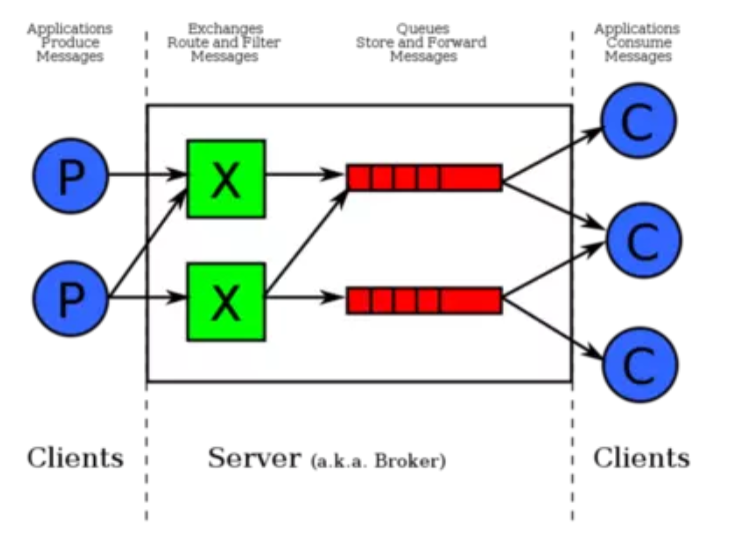 Applications
Produce
Messages
Exchanges
Route and Filter
Messages
Queues
Store and Forward
Messages
Applications
Consume
Messages
P
X
C
P
X
C
C
Clients
Server (a.k.a. Broker)
Clients